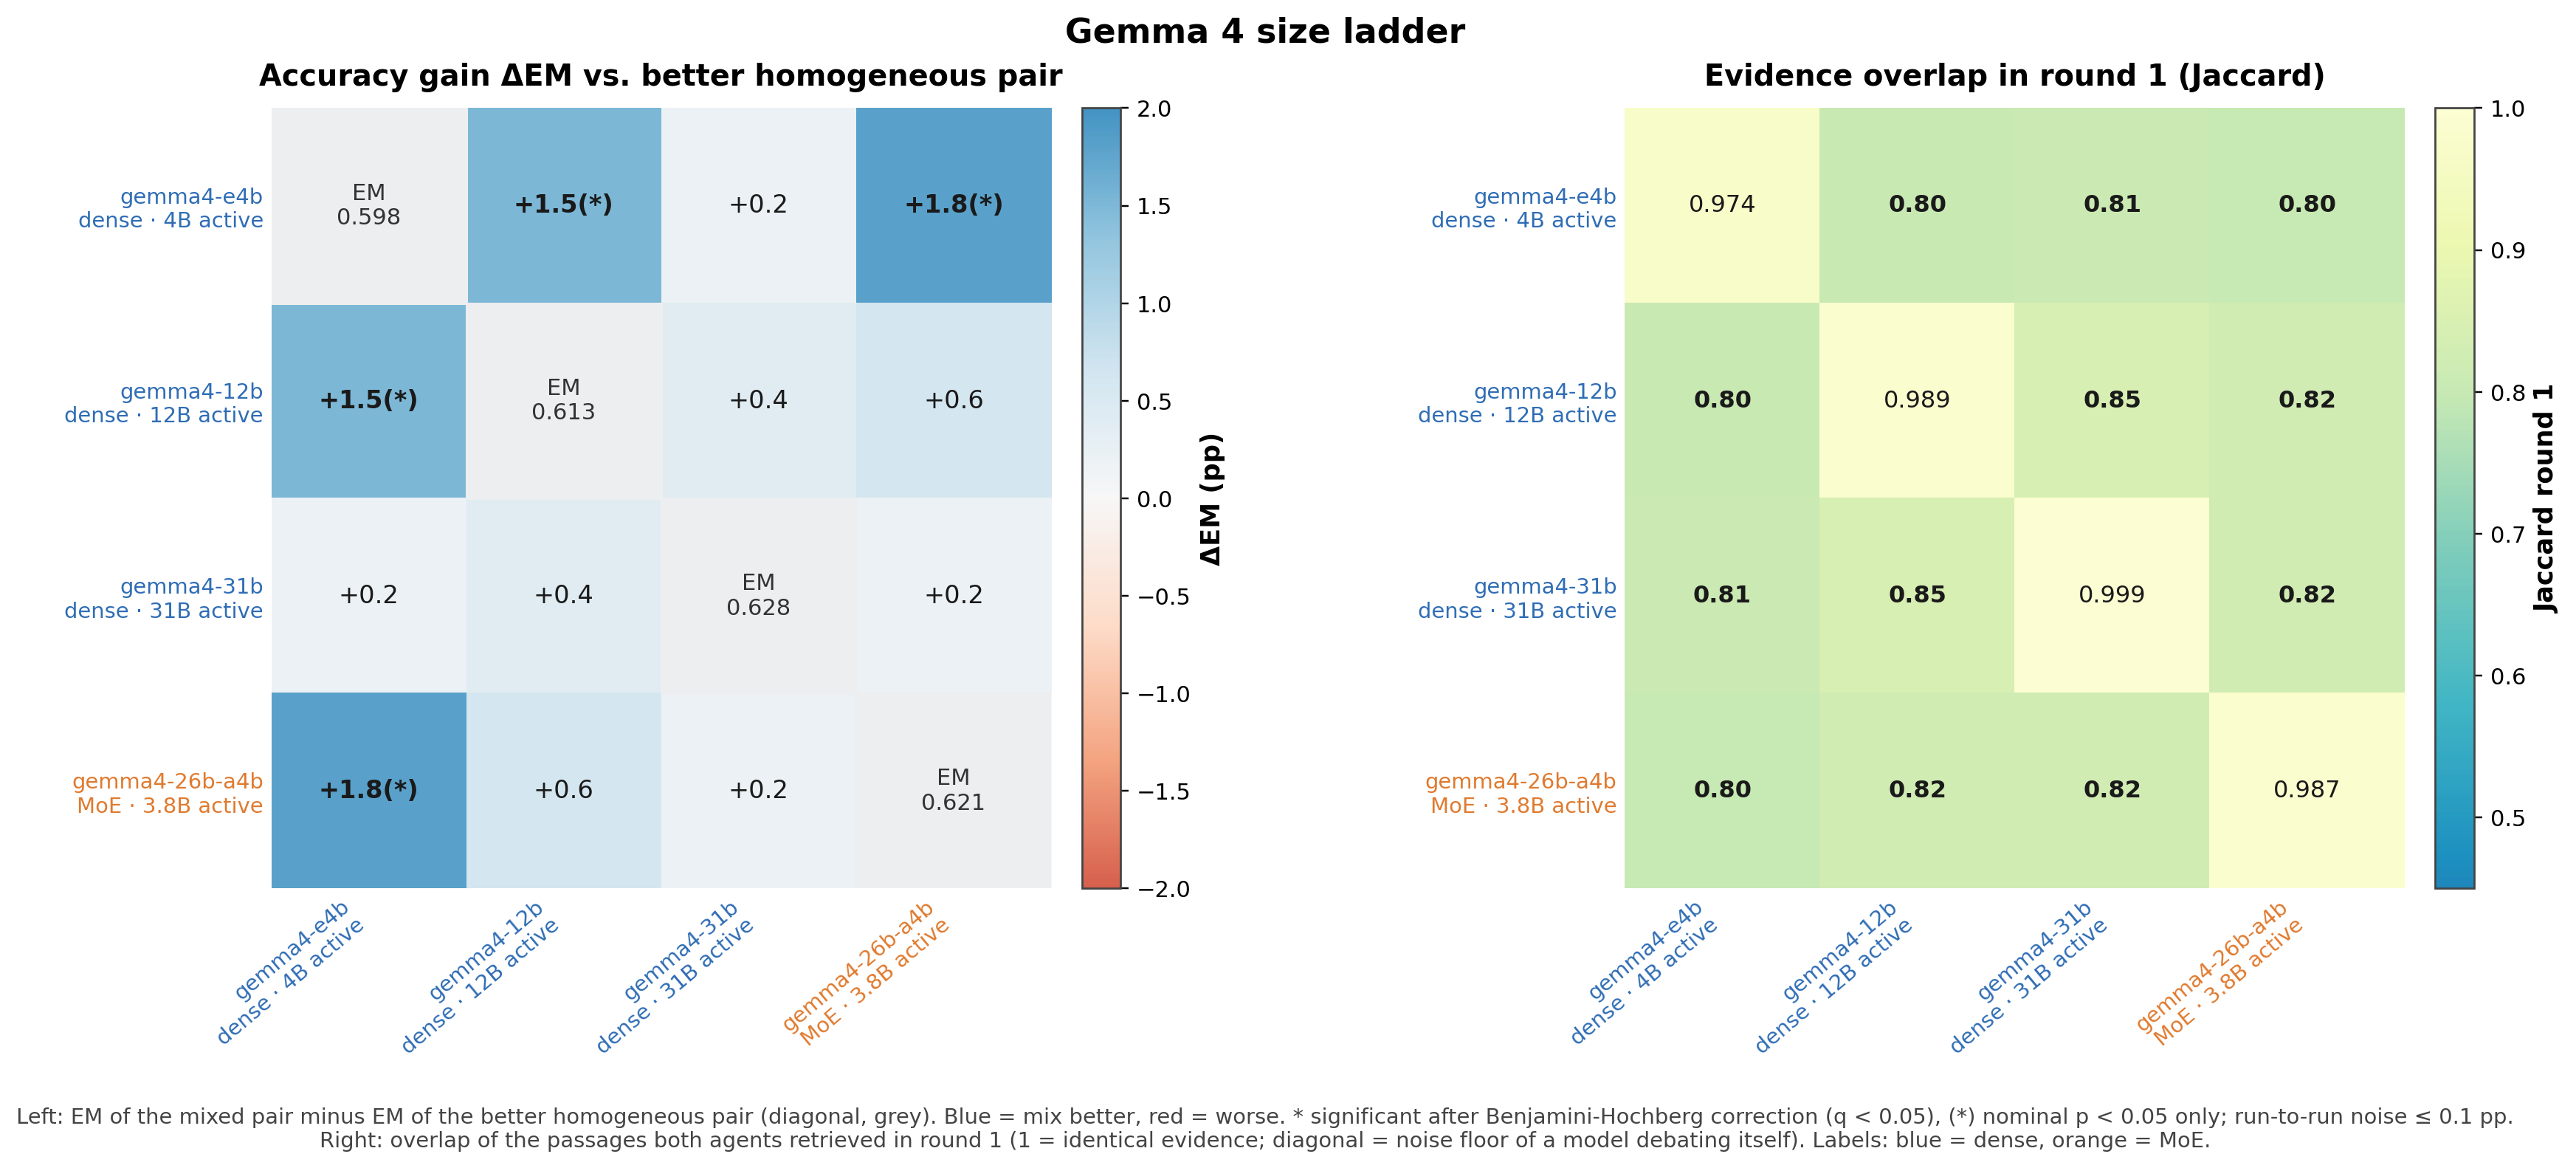 Gemma 4 size ladder
Accuracy gain ΔEM vs. better homogeneous pair
gemma4-e4b
dense · 4B active
EM
0.598
+1.5(*)
+0.2
+1.8(*)
gemma4-12b
dense · 12B active
+1.5(*)
EM
0.613
+0.4
+0.6
gemma4-31b
dense · 31B active
+0.2
+0.4
EM
0.628
+0.2
gemma4-26b-a4b
MoE · 3.8B active
+1.8(*)
+0.6
+0.2
EM
0.621
gemma4-e4b
dense · 4B active
gemma4-12b
dense · 12B active
gemma4-31b
dense · 31B active
gemma4-26b-a4b
MoE · 3.8B active
2.0
1.5
1.0
0.5
0.0
−0.5
−1.0
−1.5
−2.0
ΔEM (pp)
Evidence overlap in round 1 (Jaccard)
gemma4-e4b
dense · 4B active
0.974
0.80
0.81
0.80
gemma4-12b
dense · 12B active
0.80
0.989
0.85
0.82
gemma4-31b
dense · 31B active
0.81
0.85
0.999
0.82
gemma4-26b-a4b
MoE · 3.8B active
0.80
0.82
0.82
0.987
gemma4-e4b
dense · 4B active
gemma4-12b
dense · 12B active
gemma4-31b
dense · 31B active
gemma4-26b-a4b
MoE · 3.8B active
1.0
0.9
0.8
0.7
0.6
0.5
Jaccard round 1
Left: EM of the mixed pair minus EM of the better homogeneous pair (diagonal, grey). Blue = mix better, red = worse. * significant after Benjamini-Hochberg correction (q < 0.05), (*) nominal p < 0.05 only; run-to-run noise ≤ 0.1 pp.
Right: overlap of the passages both agents retrieved in round 1 (1 = identical evidence; diagonal = noise floor of a model debating itself). Labels: blue = dense, orange = MoE.